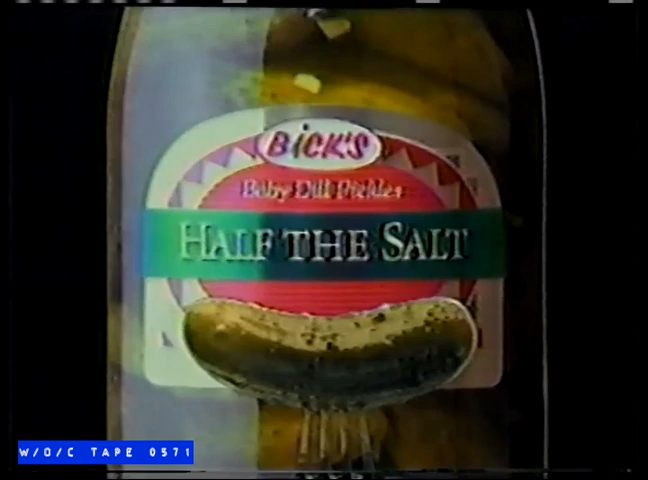 BiCK'S
Baby Dill Pickles
HALF THE SALT
W/O/C TAPE 0571